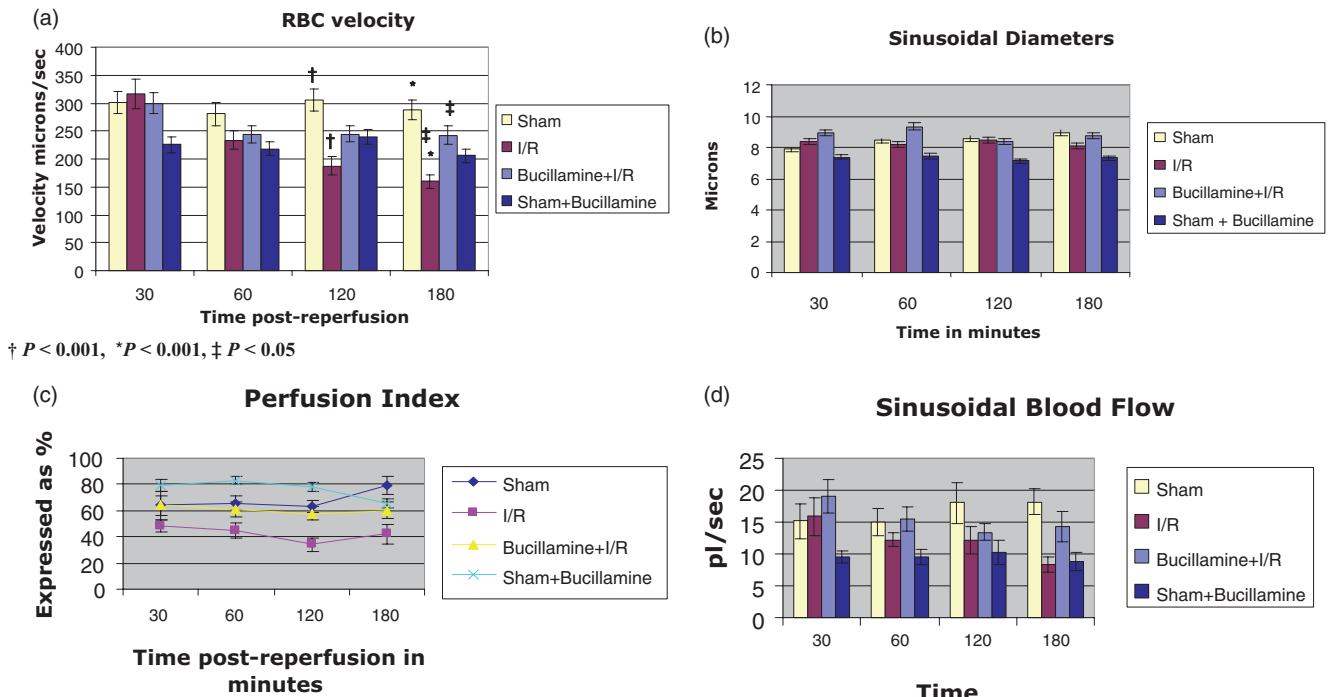 (a)
RBC velocity
Velocity microns/sec
400
350
300
250
200
150
100
50
0
†
†
*
‡
*
‡
30 60 120 180
Time post-reperfusion
Sham
I/R
Bucillamine+I/R
Sham+Bucillamine
† P < 0.001, *P < 0.001, ‡ P < 0.05
(b)
Sinusoidal Diameters
Microns
12
10
8
6
4
2
0
30 60 120 180
Time in minutes
Sham
I/R
Bucillamine+I/R
Sham + Bucillamine
(c)
Perfusion Index
Expressed as %
100
80
60
40
20
0
30 60 120 180
Time post-reperfusion in
minutes
Sham
I/R
Bucillamine+I/R
Sham+Bucillamine
(d)
Sinusoidal Blood Flow
pl/sec
25
20
15
10
5
0
30 60 120 180
Time
Sham
I/R
Bucillamine+I/R
Sham+Bucillamine